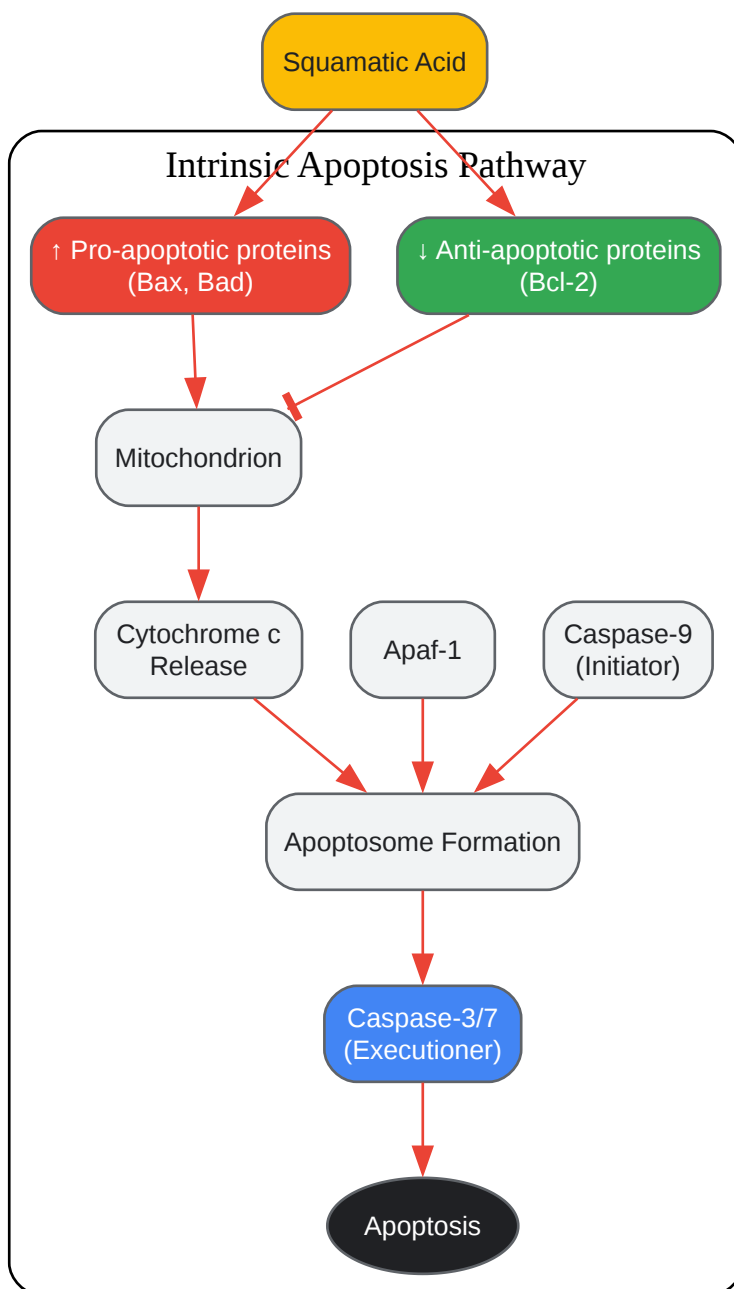 Squamatic Acid
Intrinsic Apoptosis Pathway
↑ Pro-apoptotic proteins
(Bax, Bad)
↓ Anti-apoptotic proteins
(Bcl-2)
Mitochondrion
Cytochrome c
Release
Apaf-1
Caspase-9
(Initiator)
Apoptosome Formation
Caspase-3/7
(Executioner)
Apoptosis